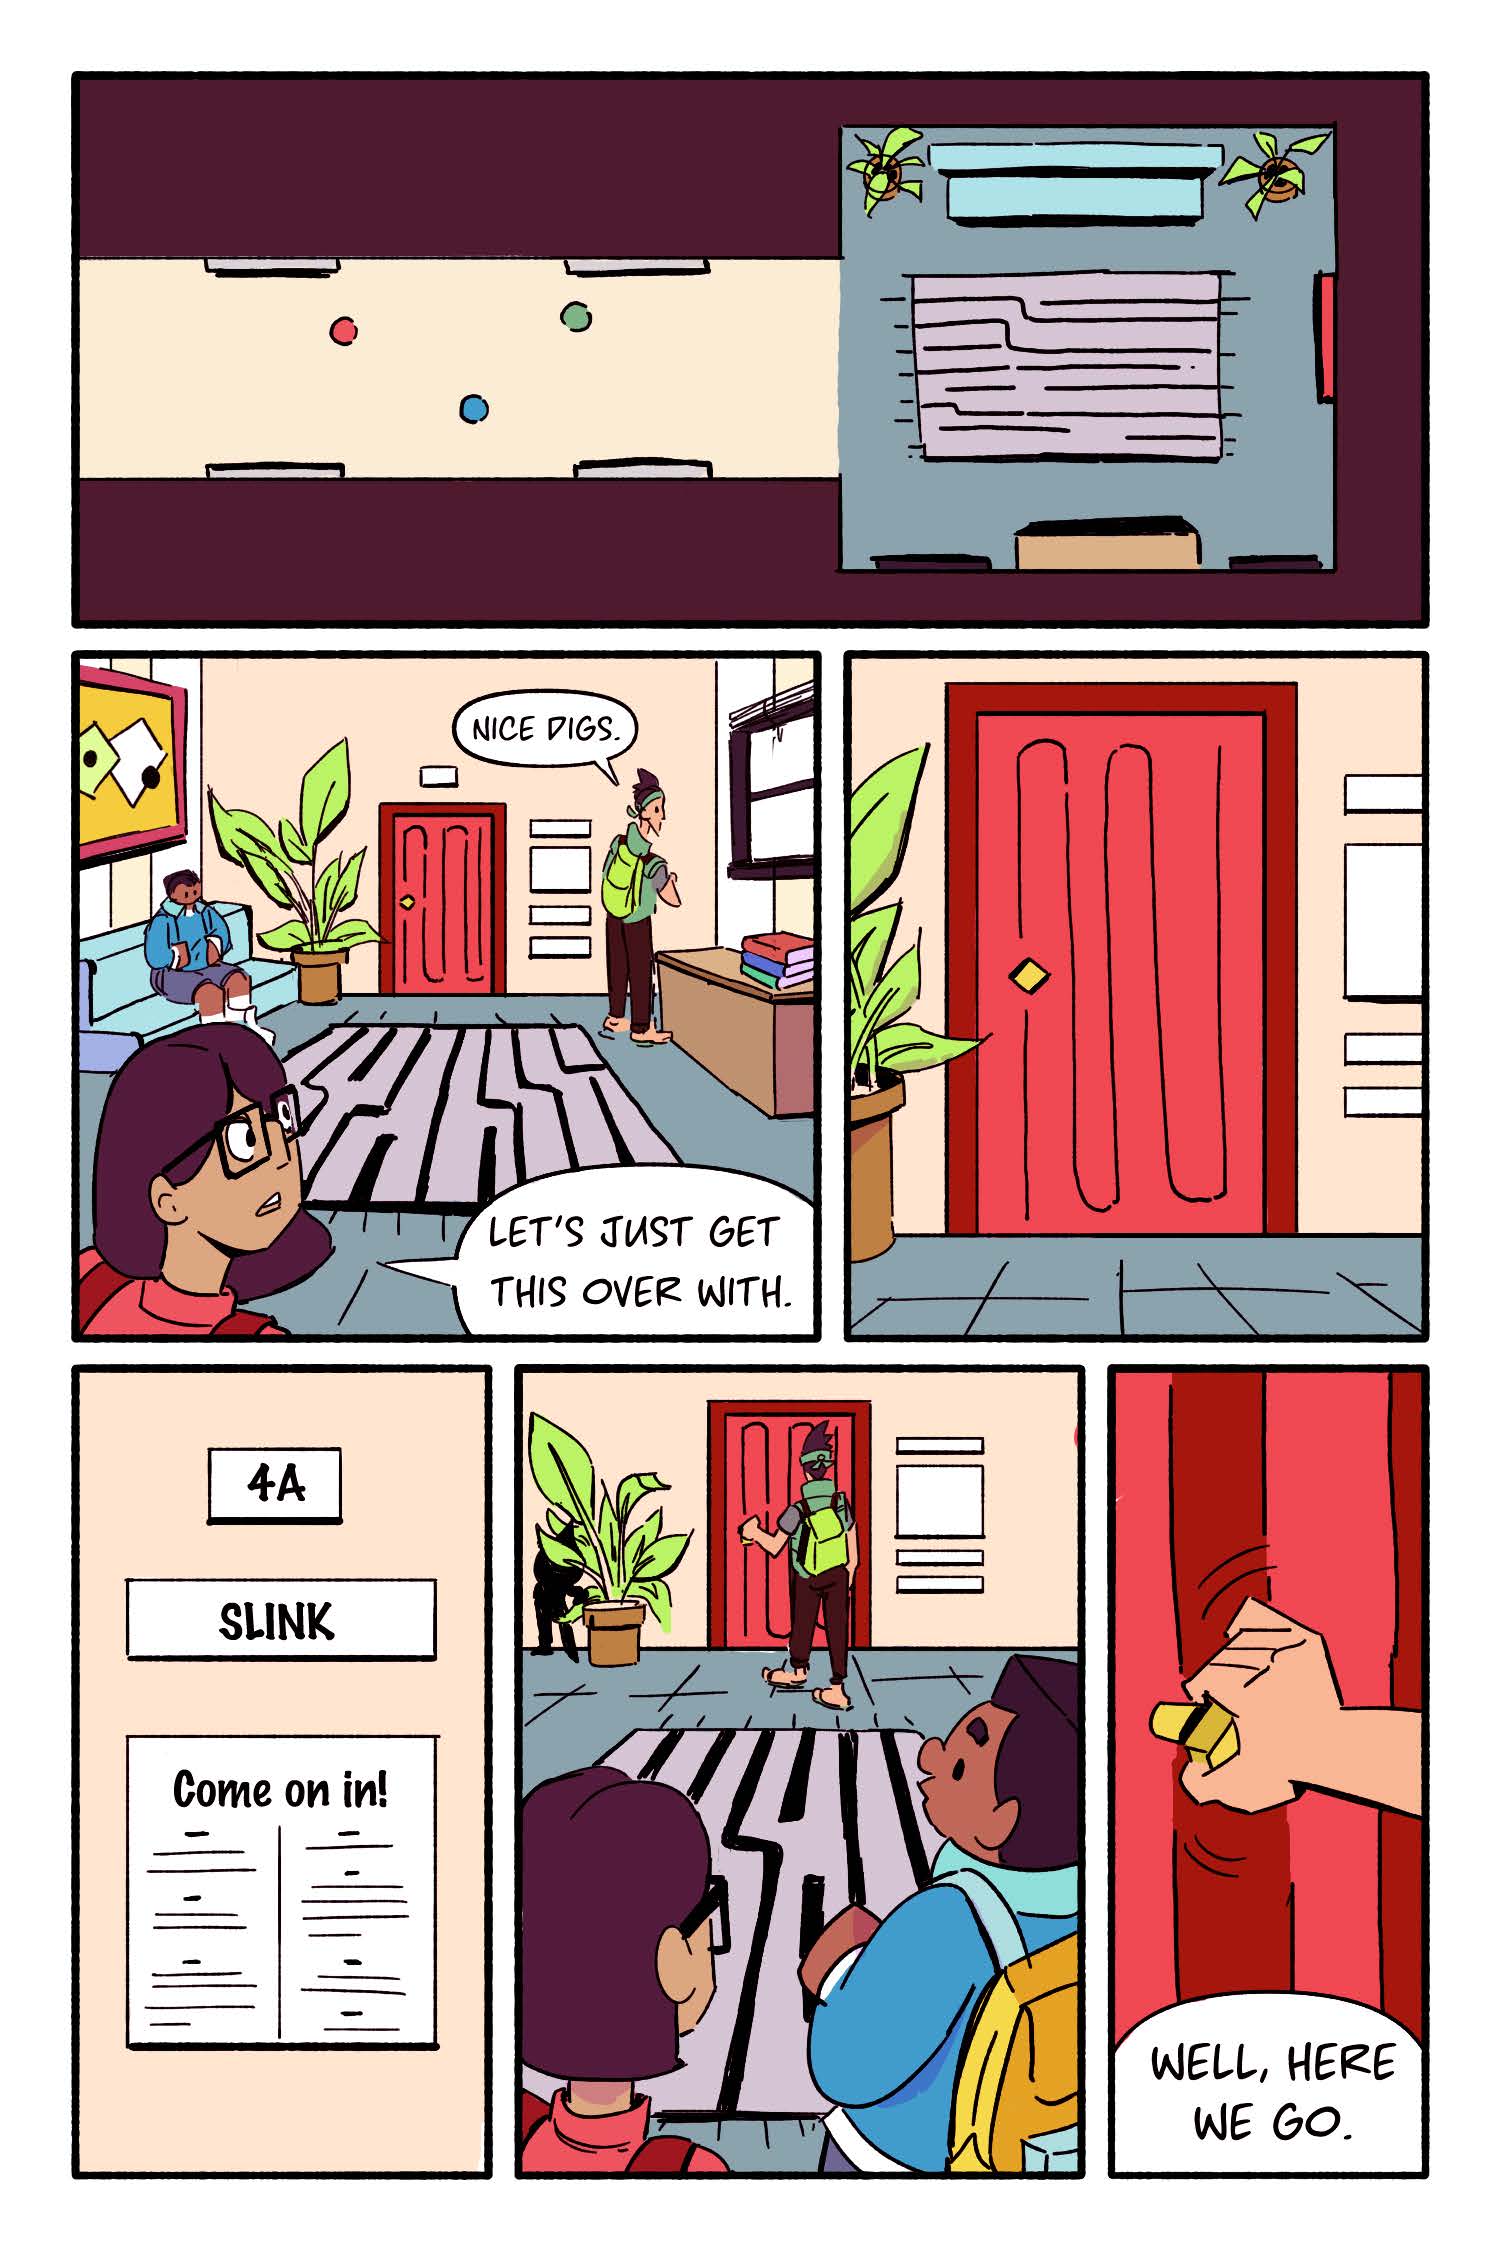 NICE DIGS.
LET'S JUST GET
THIS OVER WITH.
4A
SLINK
Come on in!
WELL, HERE
WE GO.